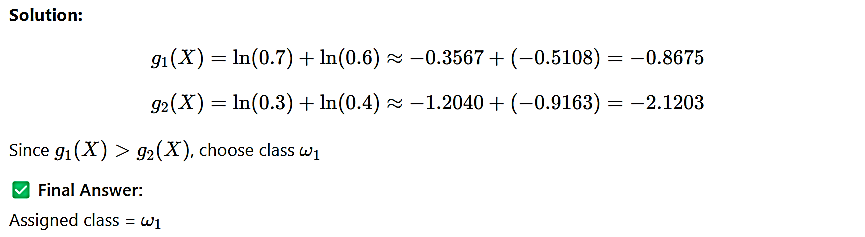 Solution:
g₁(X) = ln(0.7) + ln(0.6) ≈ −0.3567 + (−0.5108) = −0.8675
g₂(X) = ln(0.3) + ln(0.4) ≈ −1.2040 + (−0.9163) = −2.1203
Since g₁(X) > g₂(X), choose class ω₁
✅ Final Answer:
Assigned class = ω₁